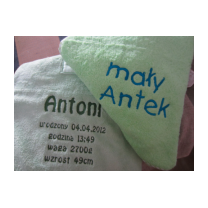 mały
Antek
Antoni
urodzony 04.04.2012
godzina 13:49
waga 2700g
wzrost 49cm